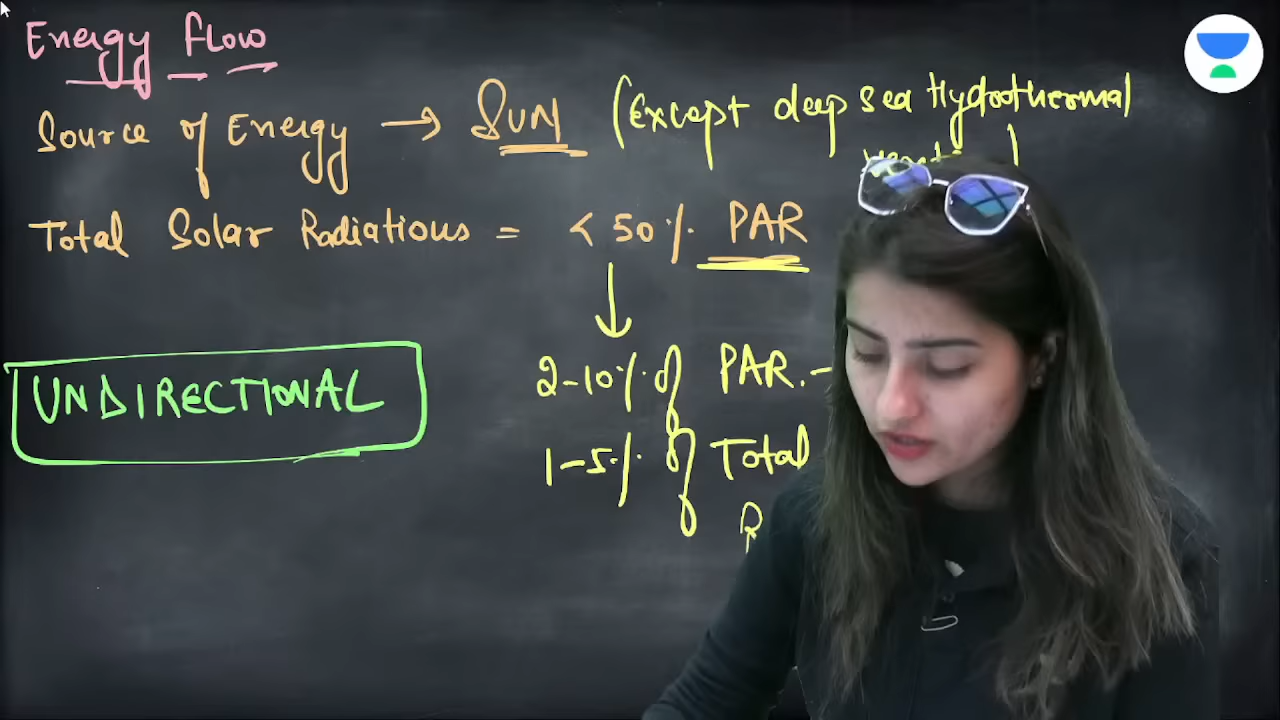 Energy flow
Source of Energy → SUN (Except deep sea Hydrothermal
Total Solar Radiations = < 50% PAR
2-10% of PAR. -
UNDIRECTIONAL
1-5% of Total
R